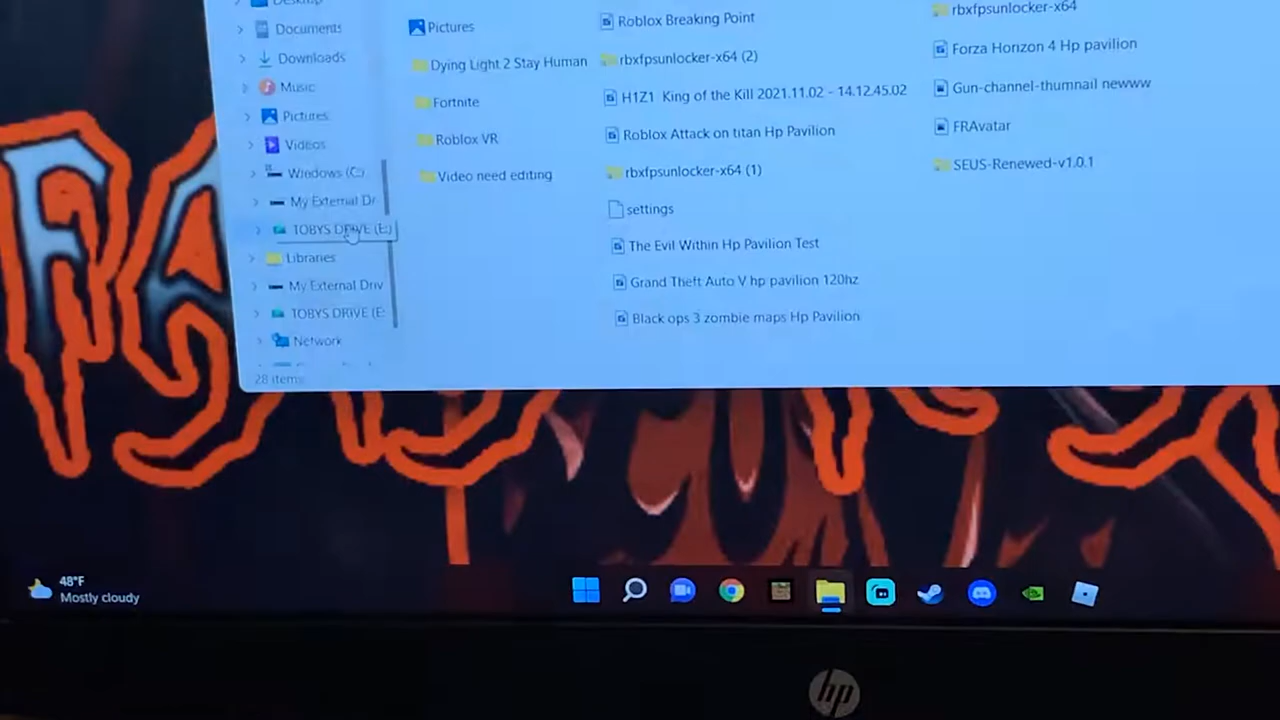 Desktop
Documents
Downloads
Music
Pictures
Videos
Windows (C:)
My External Dr
TOBYS DRIVE (E:)
Libraries
My External Driv
TOBYS DRIVE (E:
Network
28 items
Pictures
Dying Light 2 Stay Human
Fortnite
Roblox VR
Video need editing
Roblox Breaking Point
rbxfpsunlocker-x64 (2)
H1Z1 King of the Kill 2021.11.02 - 14.12.45.02
Roblox Attack on titan Hp Pavilion
rbxfpsunlocker-x64 (1)
settings
The Evil Within Hp Pavilion Test
Grand Theft Auto V hp pavilion 120hz
Black ops 3 zombie maps Hp Pavilion
rbxfpsunlocker-x64
Forza Horizon 4 Hp pavilion
Gun-channel-thumnail newww
FRAvatar
SEUS-Renewed-v1.0.1
48°F
Mostly cloudy
hp